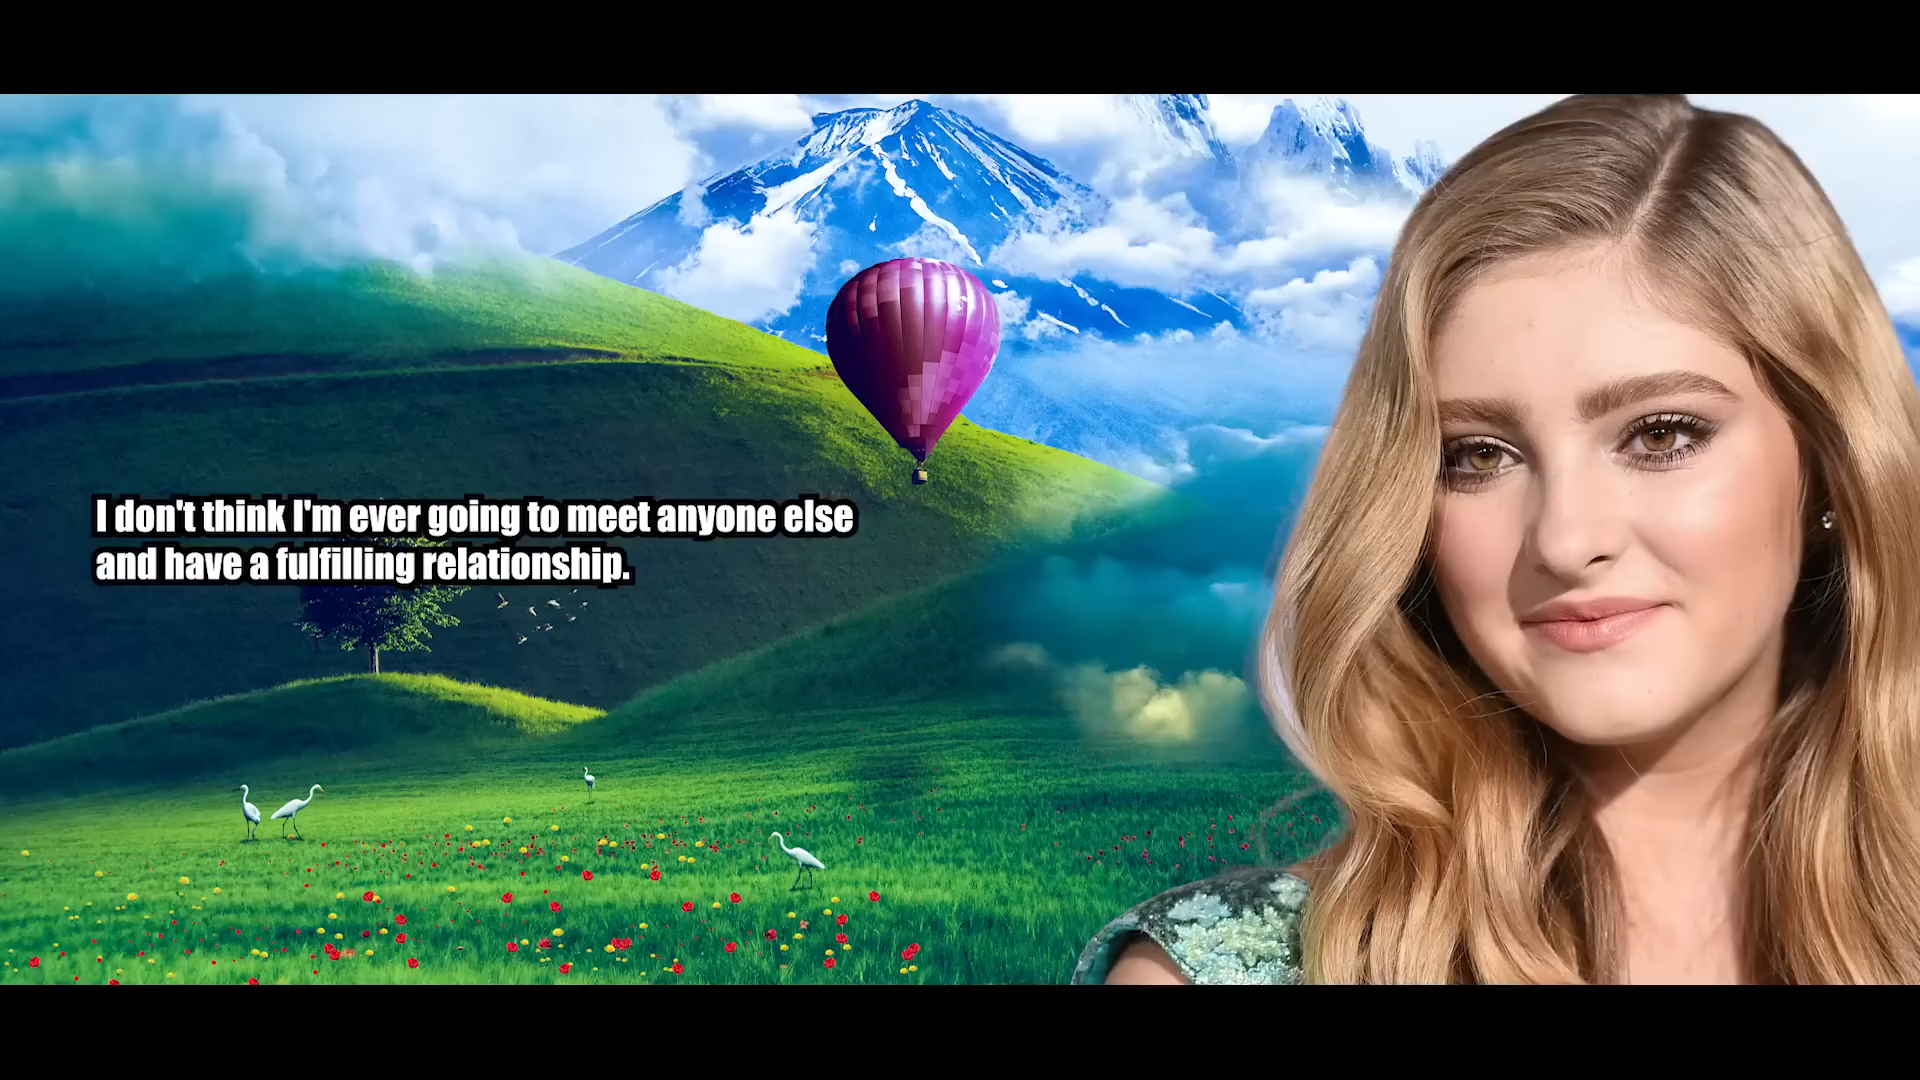 I don't think I'm ever going to meet anyone else
and have a fulfilling relationship.